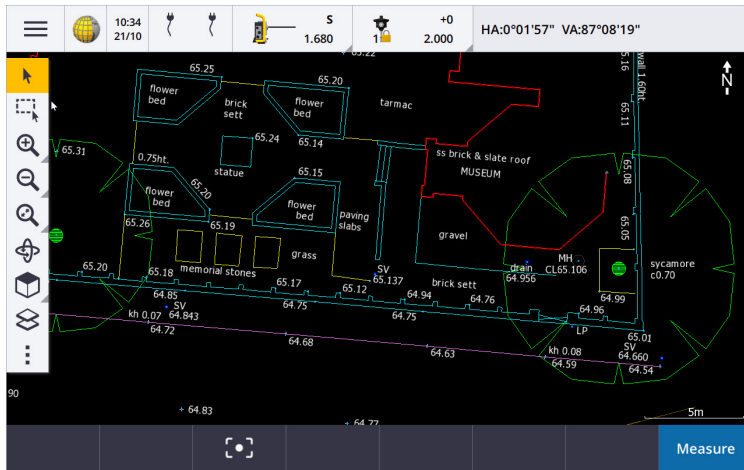 10:34
21/10
S
1.680
1
+0
2.000
HA:0°01'57" VA:87°08'19"
65.22
65.25
65.20
65.16
wall 1.60ht.
N
flower
bed
brick
sett
flower
bed
tarmac
65.11
65.31
65.24
65.14
0.75ht.
statue
65.15
ss brick & slate roof
MUSEUM
65.08
flower
bed
65.20
flower
bed
paving
slabs
65.26
65.19
65.05
gravel
grass
memorial stones
65.20
65.18
65.17
65.12
SV
65.137
drain
64.956
MH
CL65.106
sycamore
c0.70
brick sett
64.94
64.76
64.99
64.96
64.85
SV
64.843
64.75
64.75
kh 0.07
64.72
64.68
64.63
LP
65.01
kh 0.08
64.59
SV
64.660
64.54
90
64.83
64.77
5m
Measure